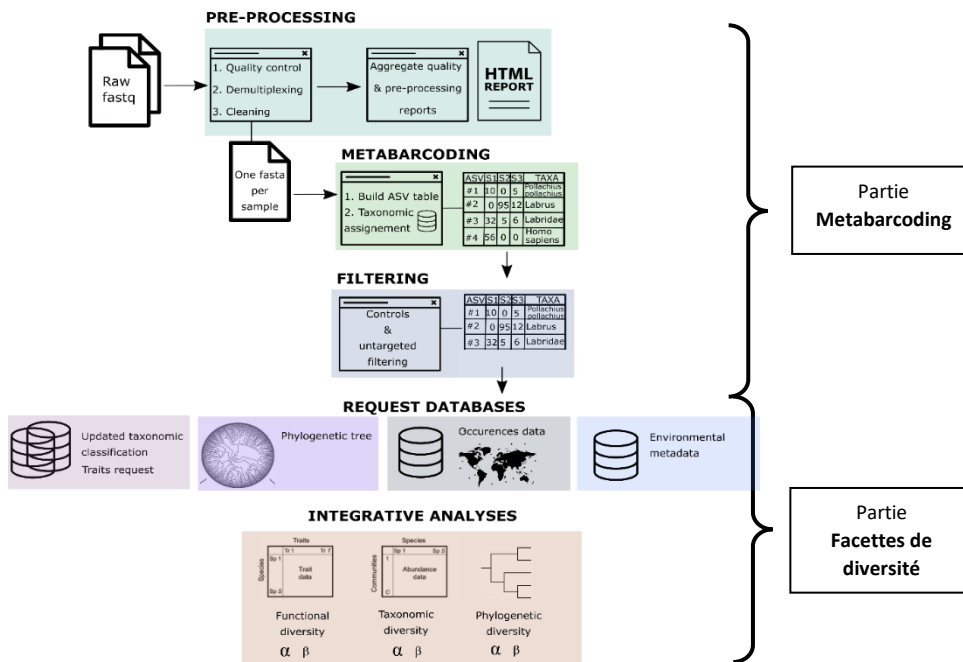 PRE-PROCESSING
Raw
fastq
1. Quality control
2. Demultiplexing
3. Cleaning
Aggregate quality
& pre-processing
reports
HTML
REPORT
One fasta
per
sample
METABARCODING
1. Build ASV table
2. Taxonomic
assignement
ASV S1 S2 S3 TAXA
#1 10 0 5 Pollachius pollachius
#2 0 95 12 Labrus
#3 32 5 6 Labridae
#4 56 0 0 Homo sapiens
Partie
Metabarcoding
FILTERING
Controls
&
untargeted
filtering
ASV S1 S2 S3 TAXA
#1 10 0 5 Pollachius pollachius
#2 0 95 12 Labrus
#3 32 5 6 Labridae
REQUEST DATABASES
Updated taxonomic
classification
Traits request
Phylogenetic tree
Occurences data
Environmental
metadata
INTEGRATIVE ANALYSES
Traits
Tr 1 Tr 7
Species
Sp 1
Trait
data
Sp 2
Species
Sp 1 Sp 5
Communities
1
Abundance
data
C
Functional
diversity
α β
Taxonomic
diversity
α β
Phylogenetic
diversity
α β
Partie
Facettes de
diversité